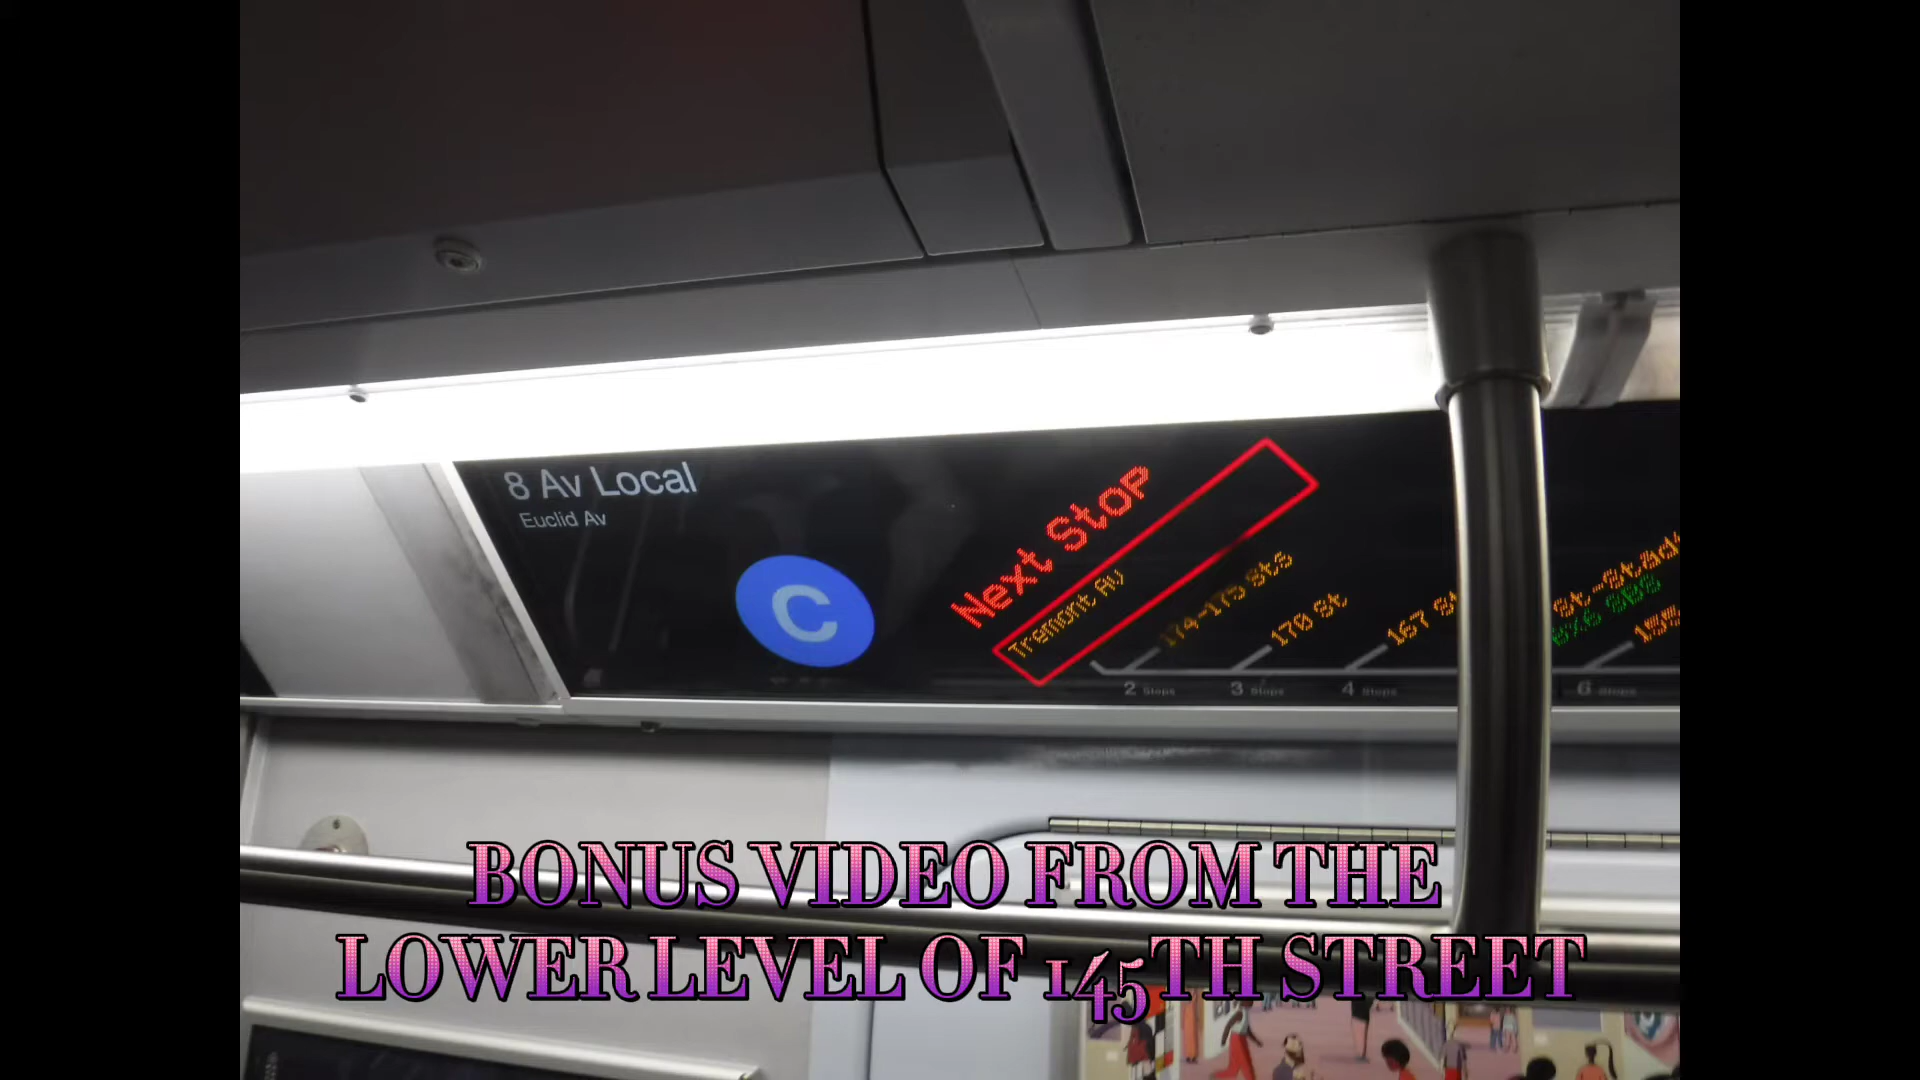 8 Av Local
Euclid Av
C
Next Stop
Tremont Av
174-175 Sts
170 St
167 St
155
2 Stops
3 Stops
4 Stops
6 Stops
BONUS VIDEO FROM THE
LOWER LEVEL OF 145TH STREET